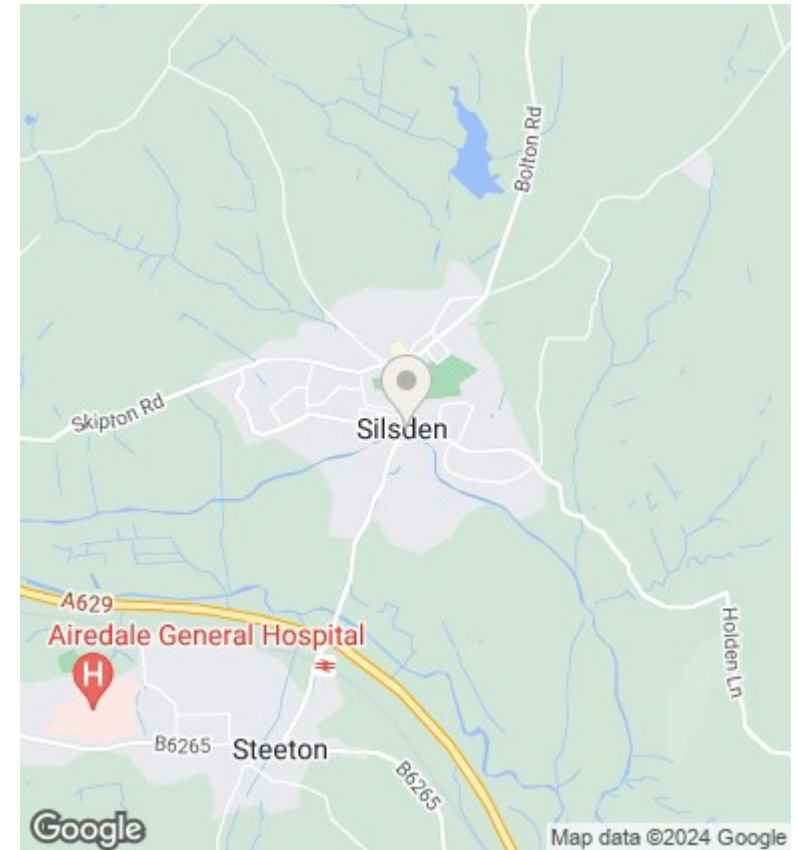 Bolton Rd
Skipton Rd
Silsden
A629
Airedale General Hospital
H
Holden Ln
B6265
Steeton
B6265
Google
Map data ©2024 Google